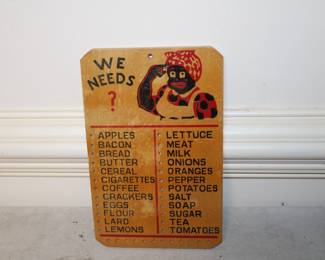 WE
NEEDS
?
APPLES
BACON
BREAD
BUTTER
CEREAL
CIGARETTES
COFFEE
CRACKERS
EGGS
FLOUR
LARD
LEMONS
LETTUCE
MEAT
MILK
ONIONS
ORANGES
PEPPER
POTATOES
SALT
SOAP
SUGAR
TEA
TOMATOES